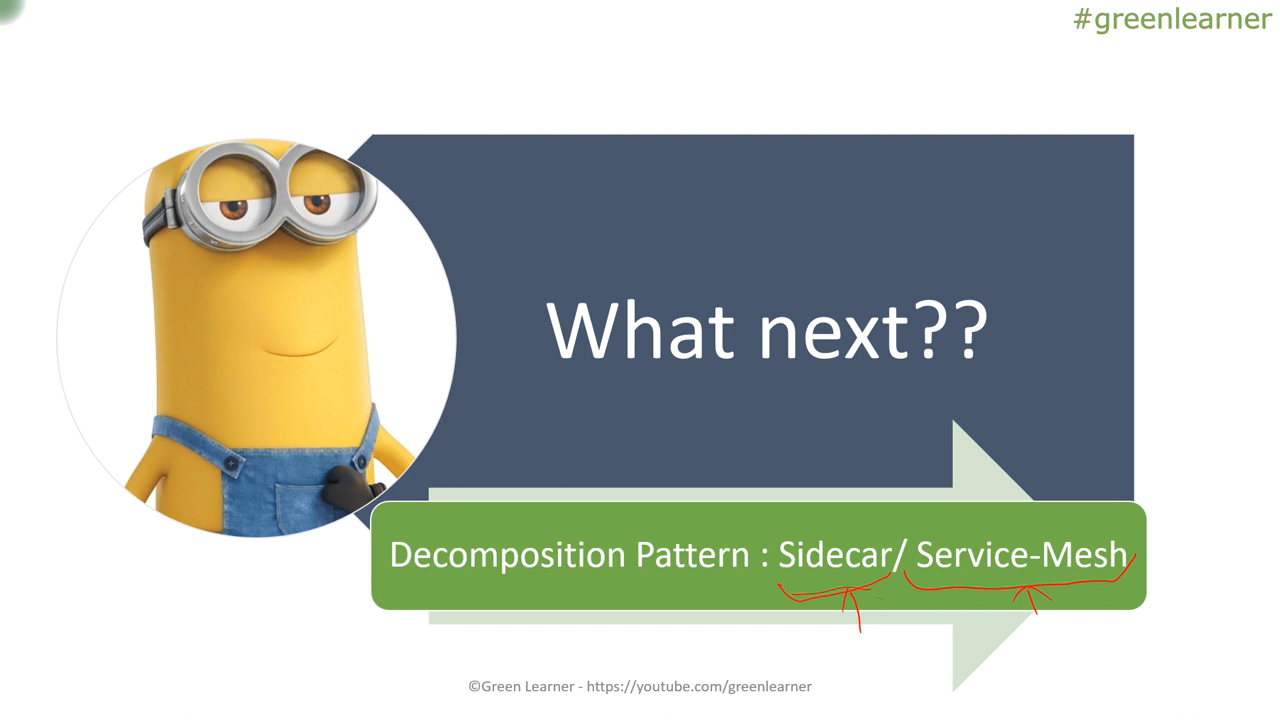 #greenlearner
What next??
Decomposition Pattern : Sidecar/ Service-Mesh
©Green Learner - https://youtube.com/greenlearner